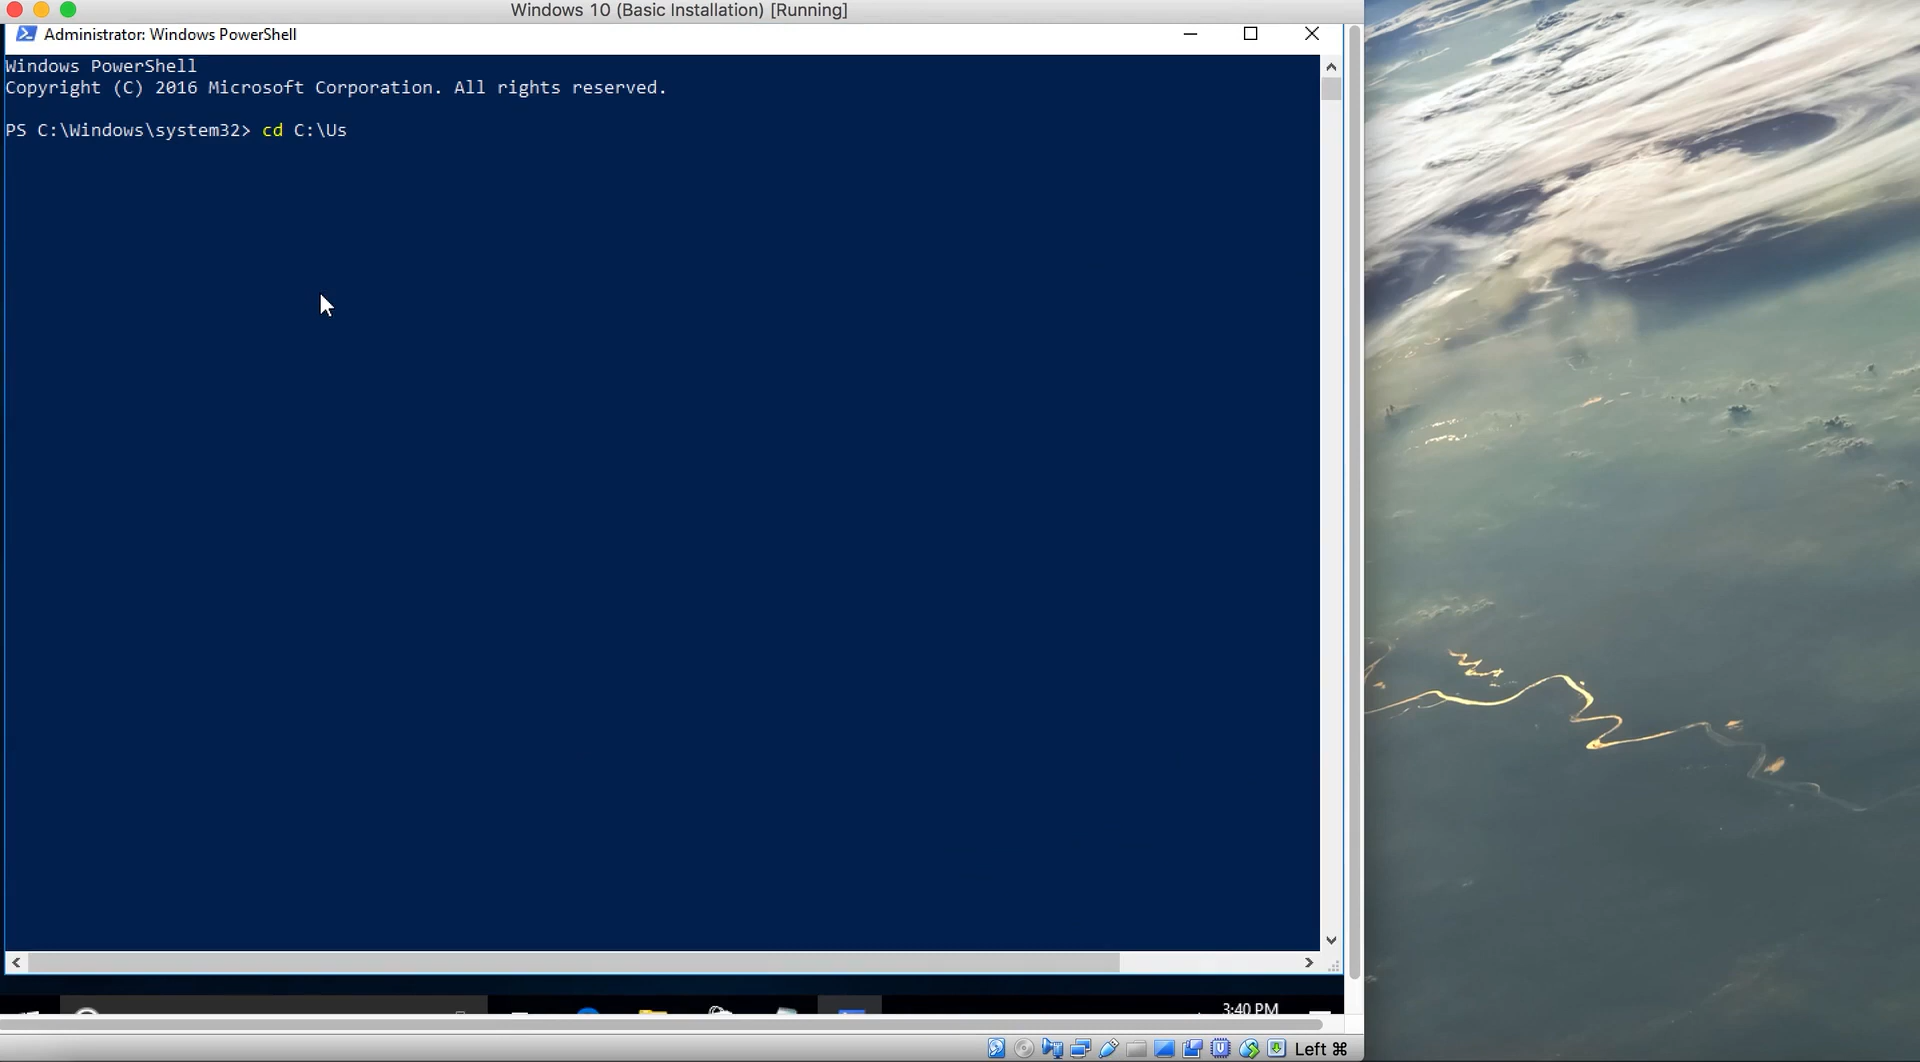 Windows 10 (Basic Installation) [Running]
Administrator: Windows PowerShell
Windows PowerShell
Copyright (C) 2016 Microsoft Corporation. All rights reserved.
PS C:\Windows\system32> cd C:\Us
3:40 PM
Left ⌘